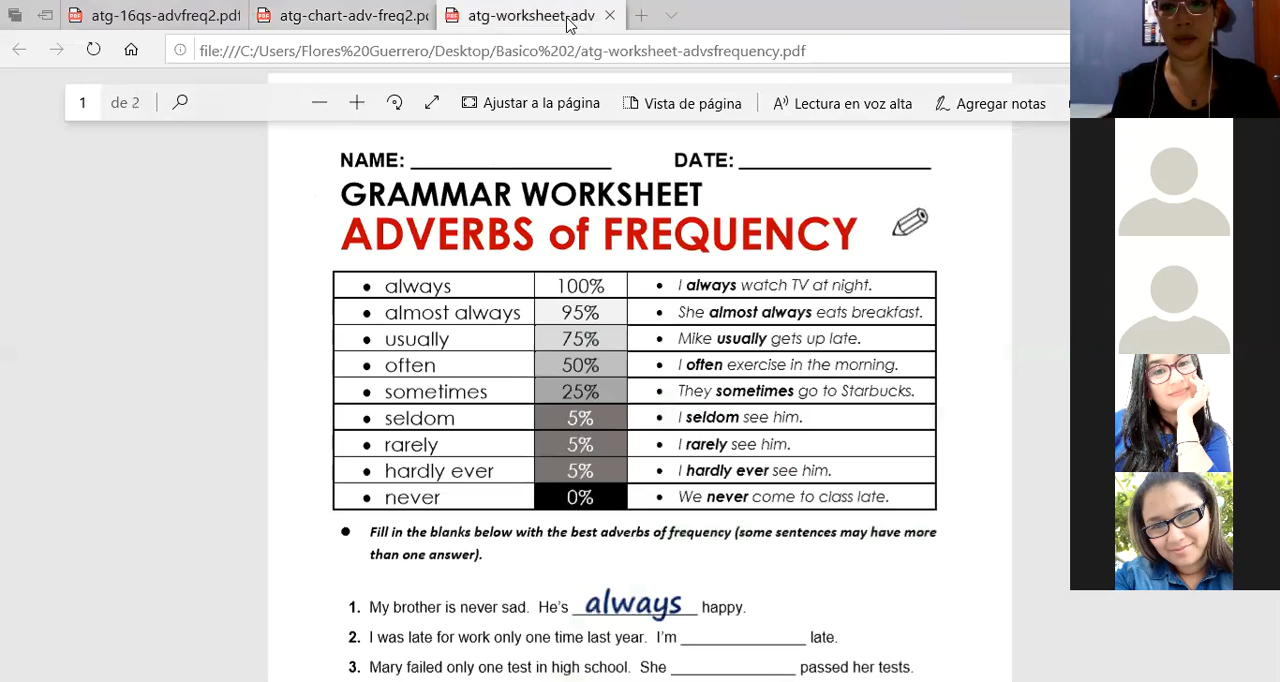 atg-16qs-advfreq2.pdf
atg-chart-adv-freq2.pc
atg-worksheet-adv
file:///C:/Users/Flores%20Guerrero/Desktop/Basico%202/atg-worksheet-advsfrequency.pdf
1 de 2 Ajustar a la página Vista de página Lectura en voz alta Agregar notas
NAME: DATE:
GRAMMAR WORKSHEET
ADVERBS of FREQUENCY
• always 100% • I always watch TV at night.
• almost always 95% • She almost always eats breakfast.
• usually 75% • Mike usually gets up late.
• often 50% • I often exercise in the morning.
• sometimes 25% • They sometimes go to Starbucks.
• seldom 5% • I seldom see him.
• rarely 5% • I rarely see him.
• hardly ever 5% • I hardly ever see him.
• never 0% • We never come to class late.
• Fill in the blanks below with the best adverbs of frequency (some sentences may have more
than one answer).
1. My brother is never sad. He's always happy.
2. I was late for work only one time last year. I'm ____________ late.
3. Mary failed only one test in high school. She ____________ passed her tests.